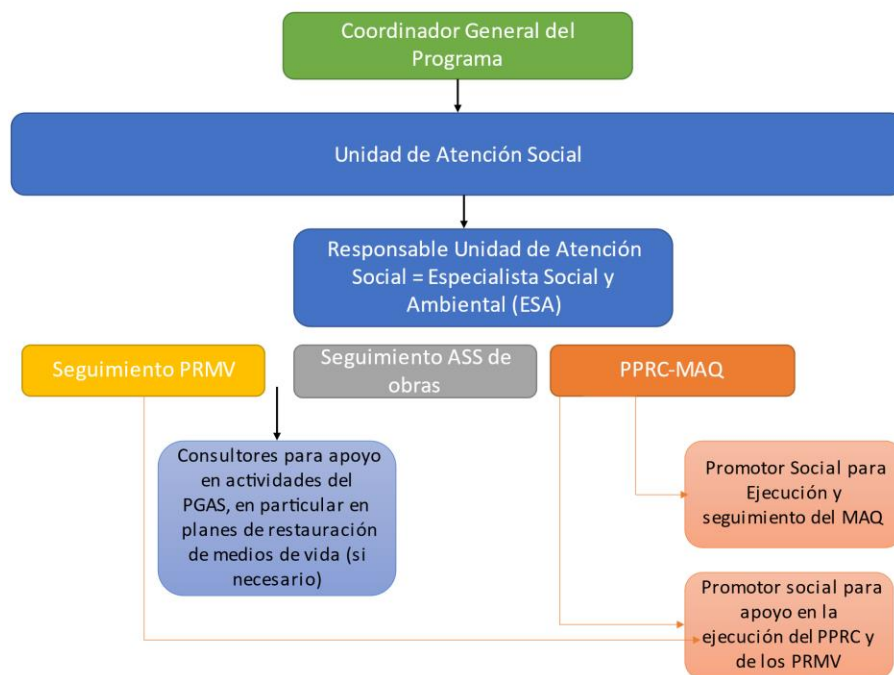 Coordinador General del
Programa
Unidad de Atención Social
Responsable Unidad de Atención
Social = Especialista Social y
Ambiental (ESA)
Seguimiento PRMV
Seguimiento ASS de
obras
PPRC-MAQ
Consultores para apoyo
en actividades del
PGAS, en particular en
planes de restauración
de medios de vida (si
necesario)
Promotor Social para
Ejecución y
seguimiento del MAQ
Promotor social para
apoyo en la
ejecución del PPRC y
de los PRMV